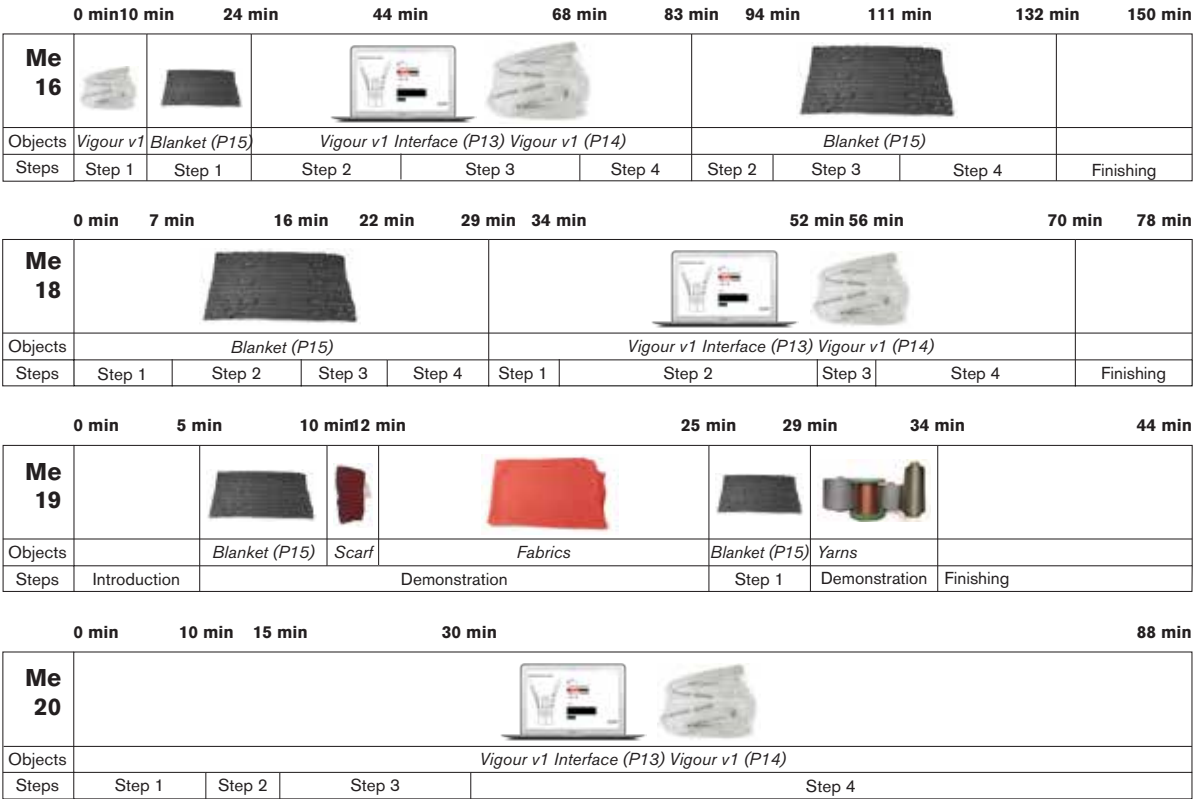 0 min10 min 24 min 44 min 68 min 83 min 94 min 111 min 132 min 150 min
Me
16
Objects Vigour v1 Blanket (P15) Vigour v1 Interface (P13) Vigour v1 (P14) Blanket (P15)
Steps Step 1 Step 1 Step 2 Step 3 Step 4 Step 2 Step 3 Step 4 Finishing
0 min 7 min 16 min 22 min 29 min 34 min 52 min 56 min 70 min 78 min
Me
18
Objects Blanket (P15) Vigour v1 Interface (P13) Vigour v1 (P14)
Steps Step 1 Step 2 Step 3 Step 4 Step 1 Step 2 Step 3 Step 4 Finishing
0 min 5 min 10 min12 min 25 min 29 min 34 min 44 min
Me
19
Objects Blanket (P15) Scarf Fabrics Blanket (P15) Yarns
Steps Introduction Demonstration Step 1 Demonstration Finishing
0 min 10 min 15 min 30 min 88 min
Me
20
Objects Vigour v1 Interface (P13) Vigour v1 (P14)
Steps Step 1 Step 2 Step 3 Step 4